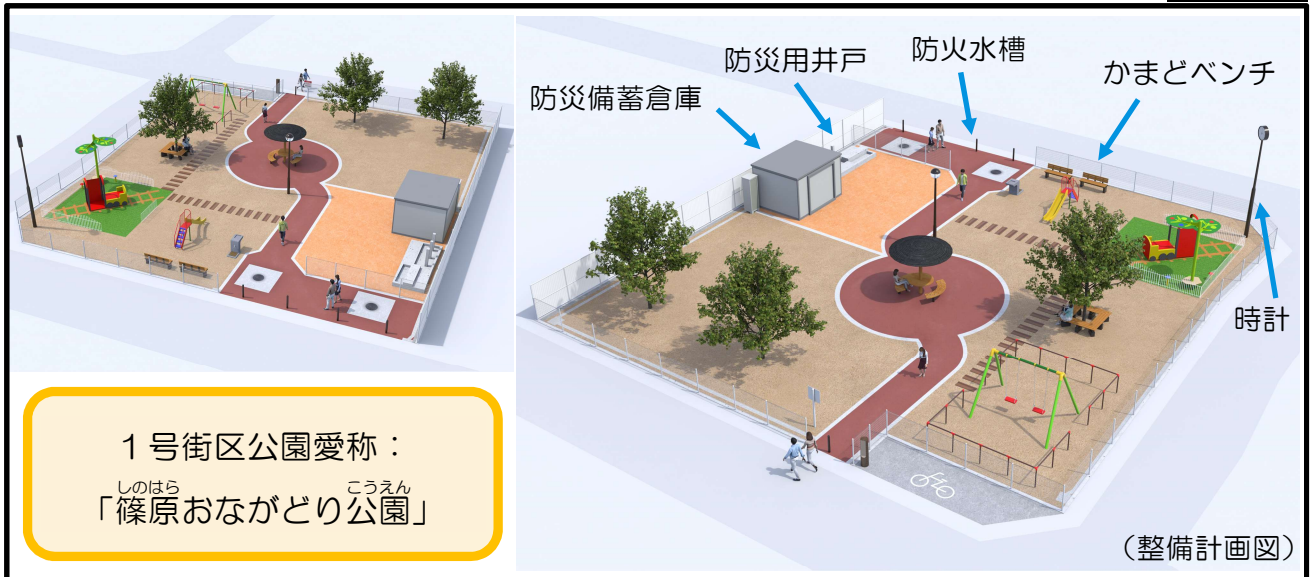 防災備蓄倉庫
防災用井戸
防火水槽
かまどベンチ
時計
1号街区公園愛称：
しのはら こうえん
「篠原おながどり公園」
（整備計画図）